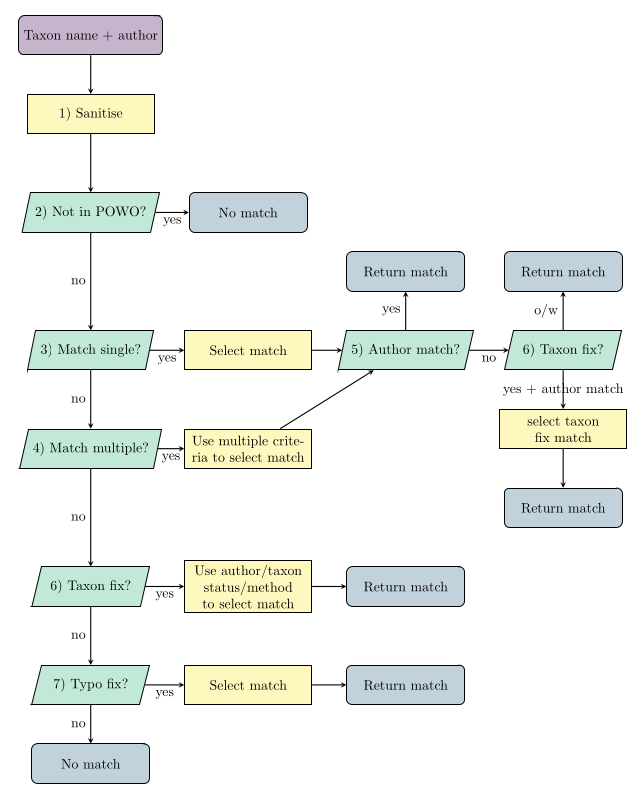 Taxon name + author
1) Sanitise
2) Not in POWO?
yes
No match
no
Return match
Return match
yes
o/w
3) Match single?
yes
Select match
5) Author match?
no
6) Taxon fix?
no
yes + author match
4) Match multiple?
yes
Use multiple crite-
ria to select match
select taxon
fix match
no
Return match
6) Taxon fix?
yes
Use author/taxon
status/method
to select match
Return match
no
7) Typo fix?
yes
Select match
Return match
no
No match